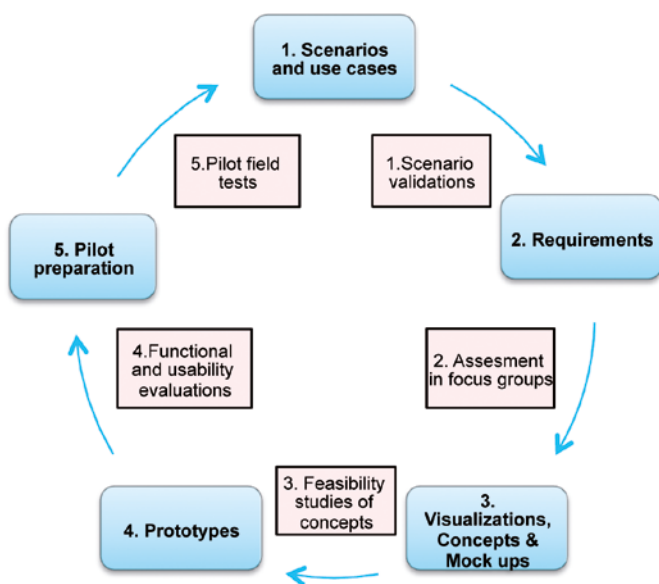 1. Scenarios
and use cases
5.Pilot field
tests
1.Scenario
validations
2. Requirements
5. Pilot
preparation
4.Functional
and usability
evaluations
2. Assesment
in focus groups
3. Feasibility
studies of
concepts
4. Prototypes
3.
Visualizations,
Concepts &
Mock ups